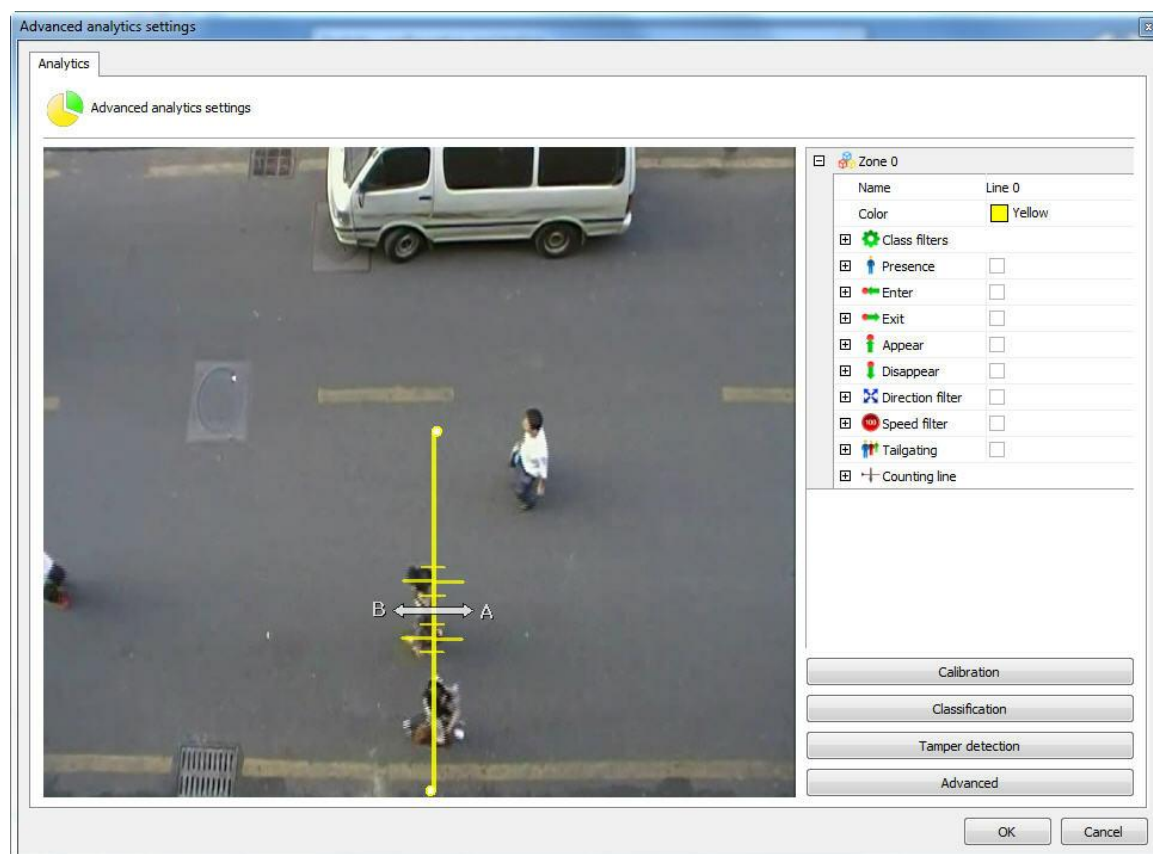 Advanced analytics settings
Analytics
Advanced analytics settings
Zone 0
Name Line 0
Color Yellow
Class filters
Presence
Enter
Exit
Appear
Disappear
Direction filter
100 Speed filter
Tailgating
Counting line
B A
Calibration
Classification
Tamper detection
Advanced
OK Cancel